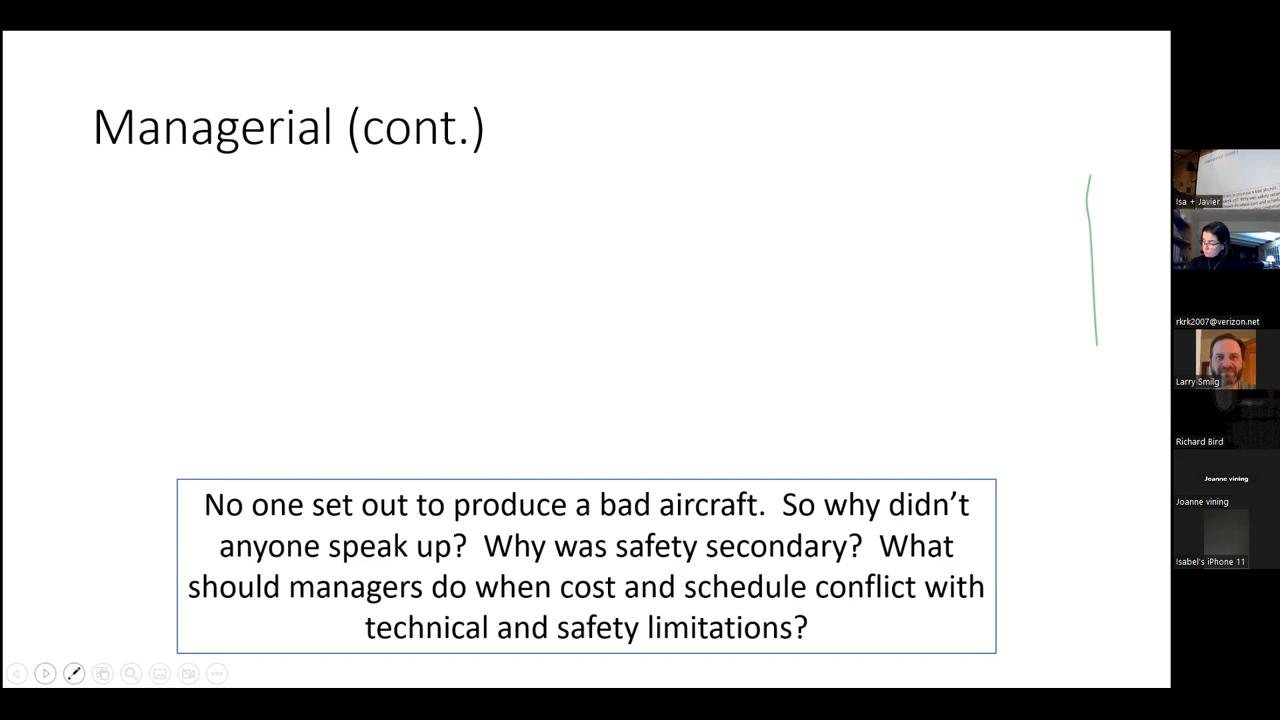 Managerial (cont.)
No one set out to produce a bad aircraft.  So why didn't
anyone speak up?  Why was safety secondary?  What
should managers do when cost and schedule conflict with
technical and safety limitations?
Isa + Javier
rkrk2007@verizon.net
Larry Smilg
Richard Bird
Joanne vining
Joanne vining
Isabel's iPhone 11